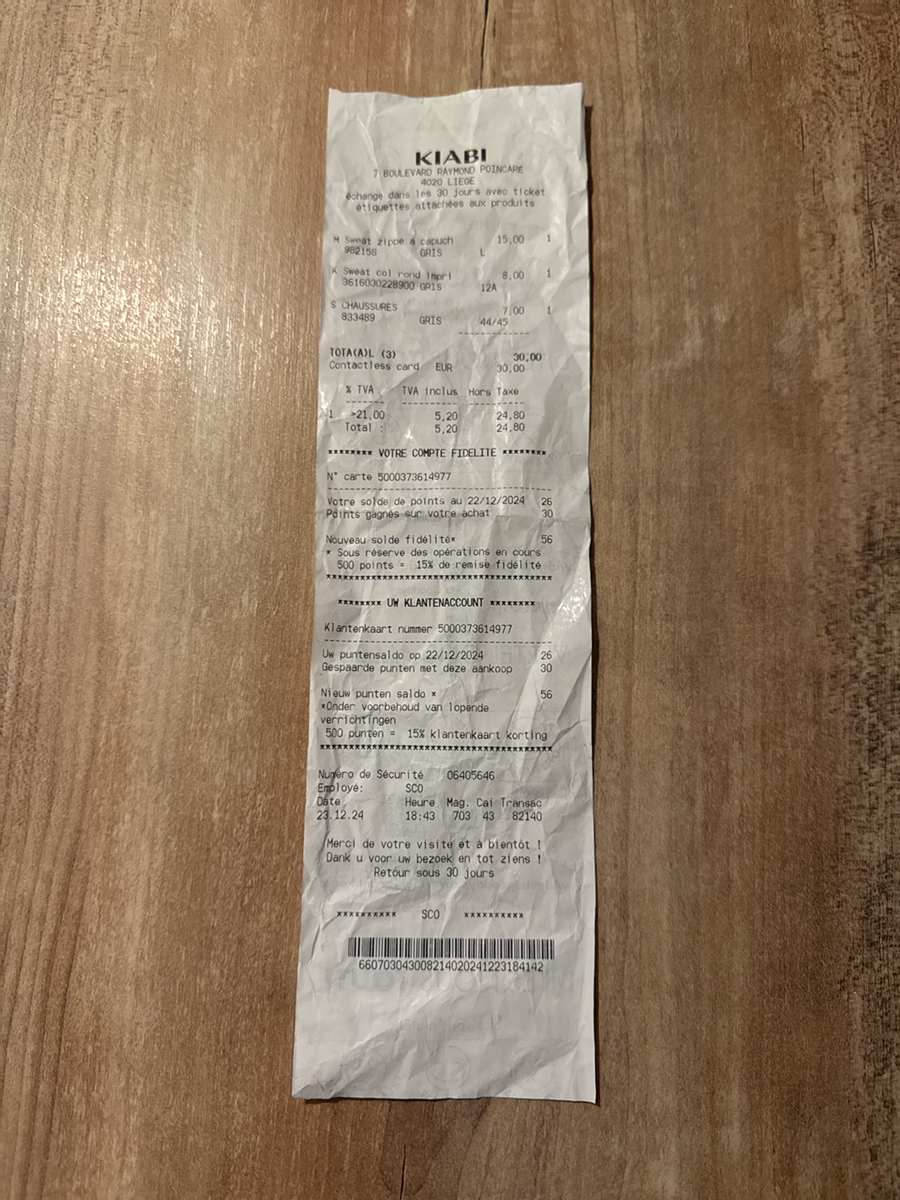 KIABI
7 BOULEVARD RAYMOND POINCARE
4020 LIEGE
échange dans les 30 jours avec ticket
étiquettes attachées aux produits
M Sweat zippe à capuch 15,00 1
982156 GRIS L
K Sweat col rond impri 8,00 1
3616030228900 GRIS 12A
S CHAUSSURES 7,00 1
833489 GRIS 44/45
TOTA(A)L (3) 30,00
Contactless card EUR 30,00
% TVA TVA inclus Hors Taxe
1 >21,00 5,20 24,80
Total : 5,20 24,80
******** VOTRE COMPTE FIDELITE ********
N° carte 5000373614977
Votre solde de points au 22/12/2024 26
Points gagnés sur votre achat 30
Nouveau solde fidélité* 56
* Sous réserve des opérations en cours
500 points = 15% de remise fidélité
****************************************
******** UW KLANTENACCOUNT ********
Klantenkaart nummer 5000373614977
Uw puntensaldo op 22/12/2024 26
Gespaarde punten met deze aankoop 30
Nieuw punten saldo * 56
*Onder voorbehoud van lopende
verrichtingen
500 punten = 15% klantenkaart korting
****************************************
Numéro de Sécurité 06405646
Employé: SCO
Date Heure Mag. Cai Transac
23.12.24 18:43 703 43 82140
Merci de votre visite et à bientôt !
Dank u voor uw bezoek en tot ziens !
Retour sous 30 jours
********** SCO **********
660703043008214020241223184142